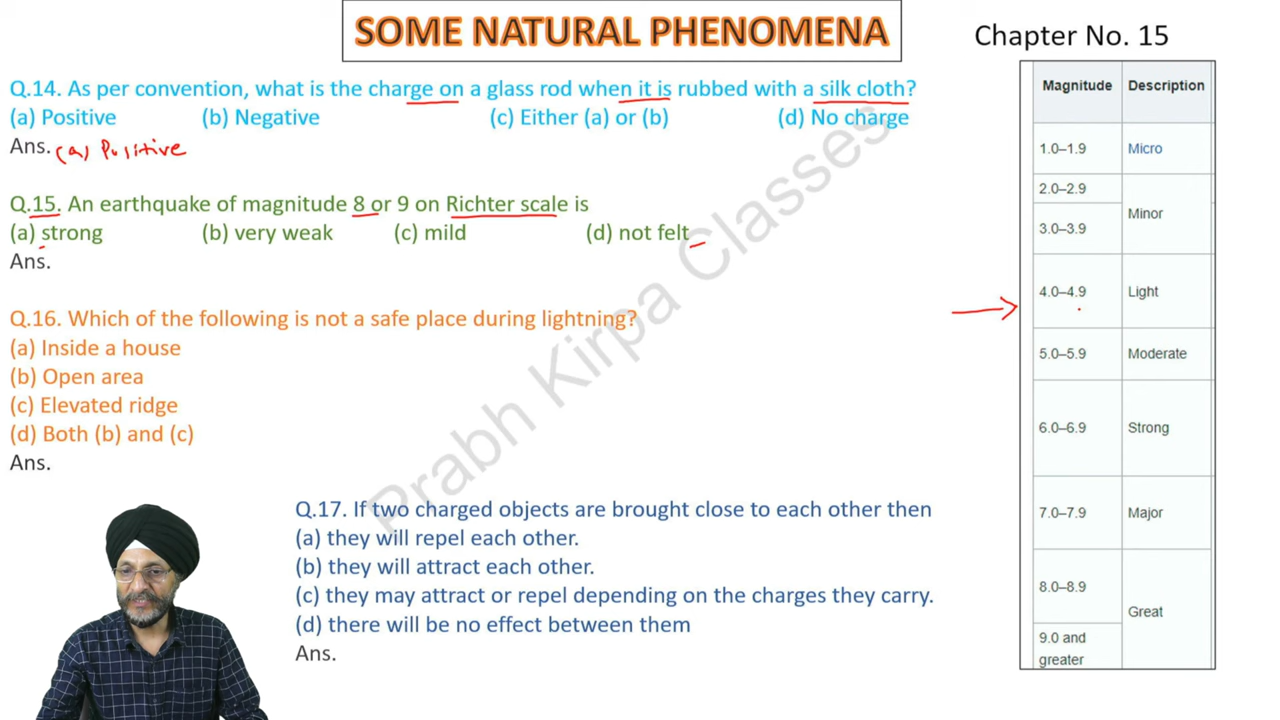 SOME NATURAL PHENOMENA
Chapter No. 15
Q.14. As per convention, what is the charge on a glass rod when it is rubbed with a silk cloth?
(a) Positive (b) Negative (c) Either (a) or (b) (d) No charge
Ans. (a) Positive
Q.15. An earthquake of magnitude 8 or 9 on Richter scale is
(a) strong (b) very weak (c) mild (d) not felt
Ans.
Q.16. Which of the following is not a safe place during lightning?
(a) Inside a house
(b) Open area
(c) Elevated ridge
(d) Both (b) and (c)
Ans.
Q.17. If two charged objects are brought close to each other then
(a) they will repel each other.
(b) they will attract each other.
(c) they may attract or repel depending on the charges they carry.
(d) there will be no effect between them
Ans.
Magnitude Description
1.0–1.9 Micro
2.0–2.9
Minor
3.0–3.9
4.0–4.9 Light
5.0–5.9 Moderate
6.0–6.9 Strong
7.0–7.9 Major
8.0–8.9
Great
9.0 and
greater
Prabh Kirpa Classes